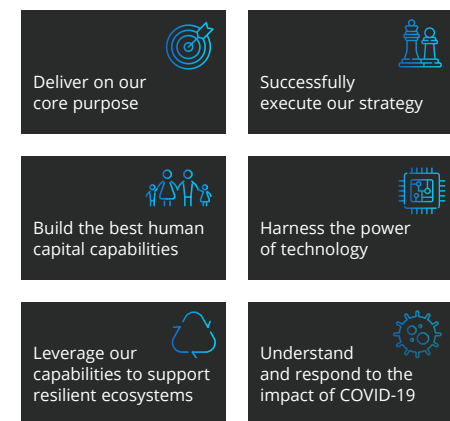 Deliver on our
core purpose
Successfully
execute our strategy
Build the best human
capital capabilities
Harness the power
of technology
Leverage our
capabilities to support
resilient ecosystems
Understand
and respond to the
impact of COVID-19